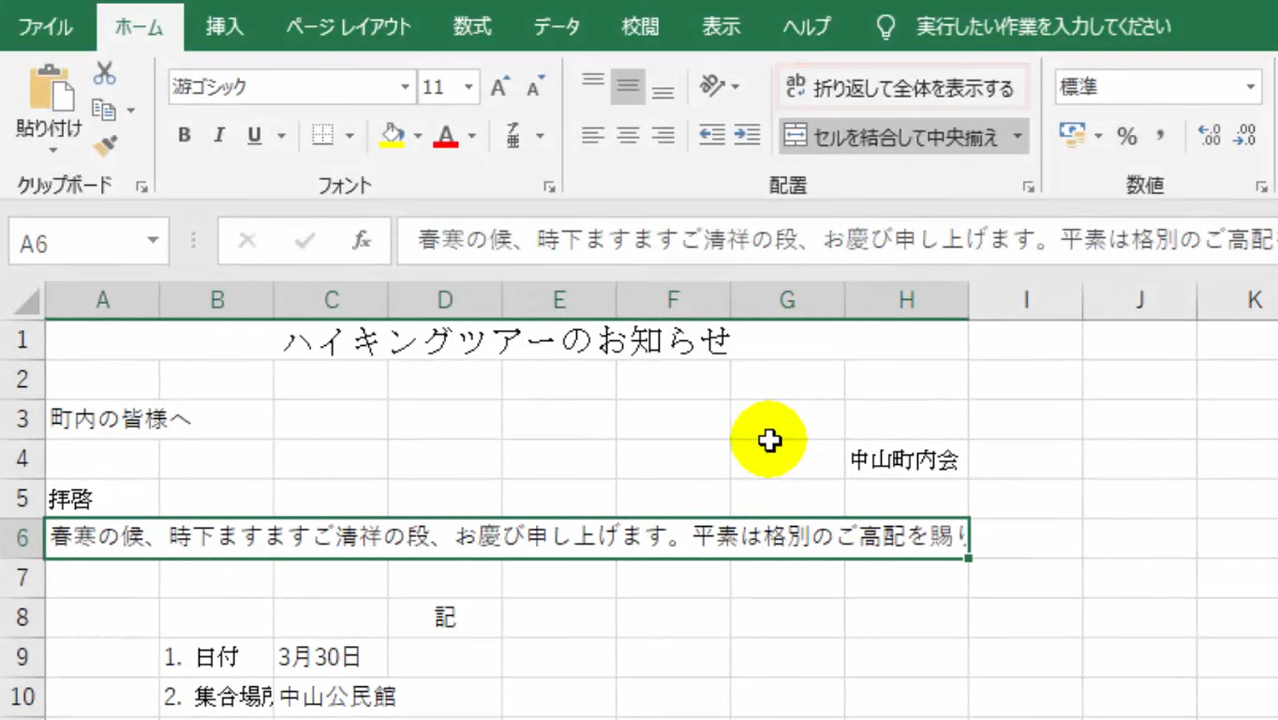 ファイル ホーム 挿入 ページ レイアウト 数式 データ 校閲 表示 ヘルプ 実行したい作業を入力してください
貼り付け 游ゴシック 11 A A ab 折り返して全体を表示する 標準
B I U A 亜 セルを結合して中央揃え % , .00 .00
クリップボード フォント 配置 数値
A6 fx 春寒の候、時下ますますご清祥の段、お慶び申し上げます。平素は格別のご高配
A B C D E F G H I J K
1 ハイキングツアーのお知らせ
2
3 町内の皆様へ
4 中山町内会
5 拝啓
6 春寒の候、時下ますますご清祥の段、お慶び申し上げます。平素は格別のご高配を賜り
7
8 記
9 1. 日付 3月30日
10 2. 集合場所 中山公民館